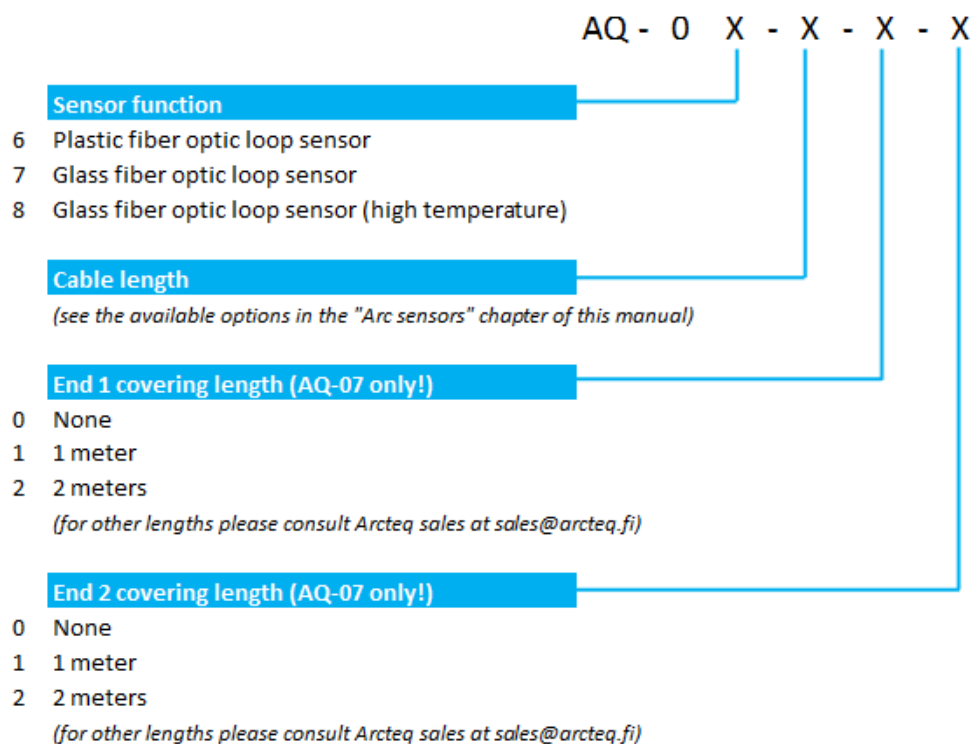 AQ - 0 X - X - X - X
Sensor function
6 Plastic fiber optic loop sensor
7 Glass fiber optic loop sensor
8 Glass fiber optic loop sensor (high temperature)
Cable length
(see the available options in the "Arc sensors" chapter of this manual)
End 1 covering length (AQ-07 only!)
0 None
1 1 meter
2 2 meters
(for other lengths please consult Arcteq sales at sales@arcteq.fi)
End 2 covering length (AQ-07 only!)
0 None
1 1 meter
2 2 meters
(for other lengths please consult Arcteq sales at sales@arcteq.fi)